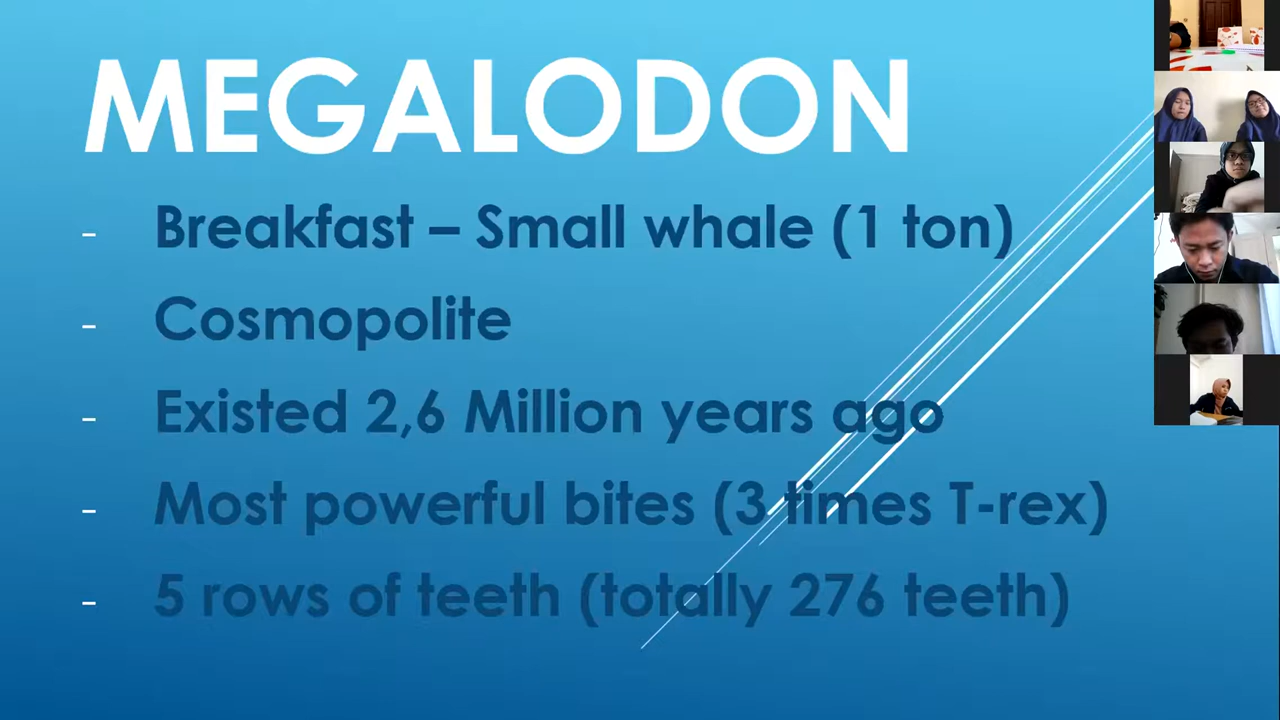 MEGALODON
- Breakfast – Small whale (1 ton)
- Cosmopolite
- Existed 2,6 Million years ago
- Most powerful bites (3 times T-rex)
- 5 rows of teeth (totally 276 teeth)